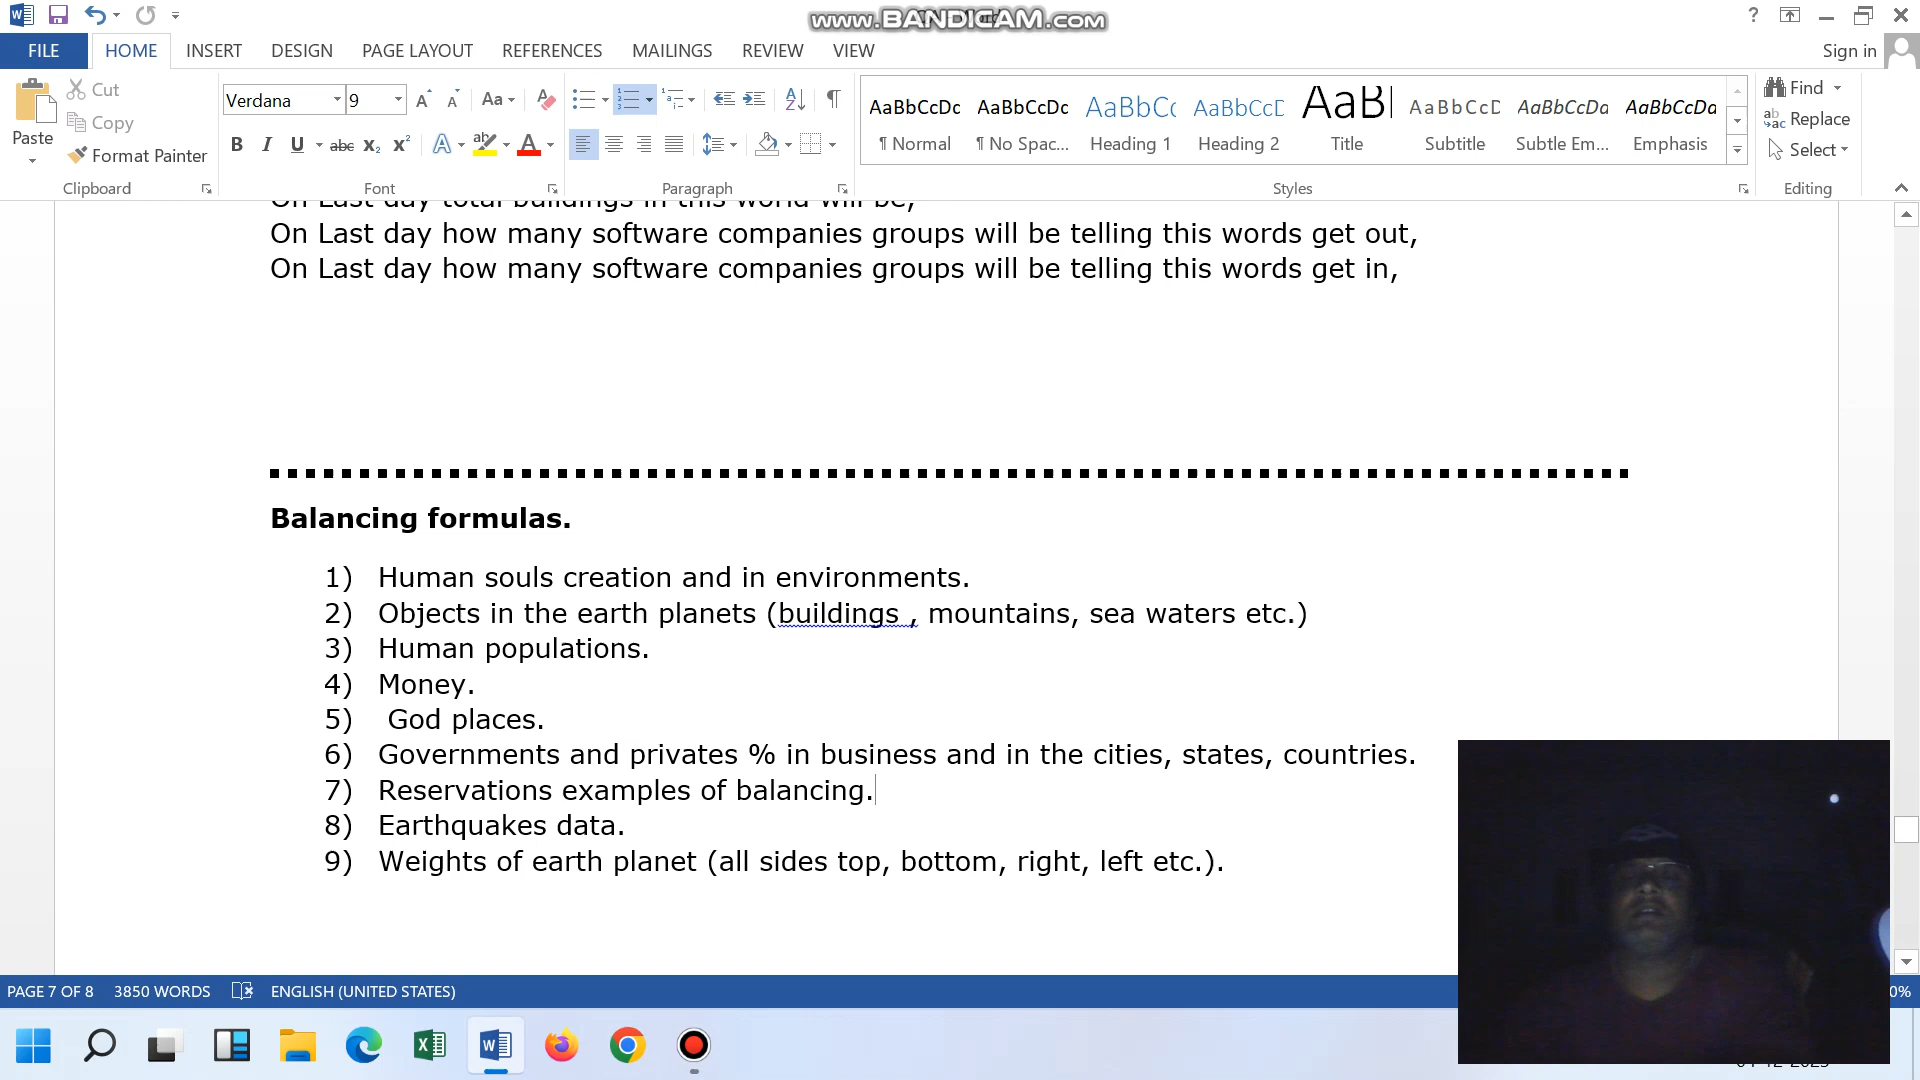 www.BANDICAM.com
?
FILE
HOME
INSERT
DESIGN
PAGE LAYOUT
REFERENCES
MAILINGS
REVIEW
VIEW
Sign in
Paste
Cut
Copy
Format Painter
Clipboard
Verdana
9
Aa
B I U abc x₂ x² A ab A
Font
Paragraph
AaBbCcDc AaBbCcDc AaBbCc AaBbCcD AaBl AaBbCcD AaBbCcDa AaBbCcDa
¶ Normal ¶ No Spac... Heading 1 Heading 2 Title Subtitle Subtle Em... Emphasis
Styles
Find
Replace
Select
Editing
On Last day total buildings in this world will be,
On Last day how many software companies groups will be telling this words get out,
On Last day how many software companies groups will be telling this words get in,
Balancing formulas.
1) Human souls creation and in environments.
2) Objects in the earth planets (buildings , mountains, sea waters etc.)
3) Human populations.
4) Money.
5) God places.
6) Governments and privates % in business and in the cities, states, countries.
7) Reservations examples of balancing.
8) Earthquakes data.
9) Weights of earth planet (all sides top, bottom, right, left etc.).
PAGE 7 OF 8
3850 WORDS
ENGLISH (UNITED STATES)
0%